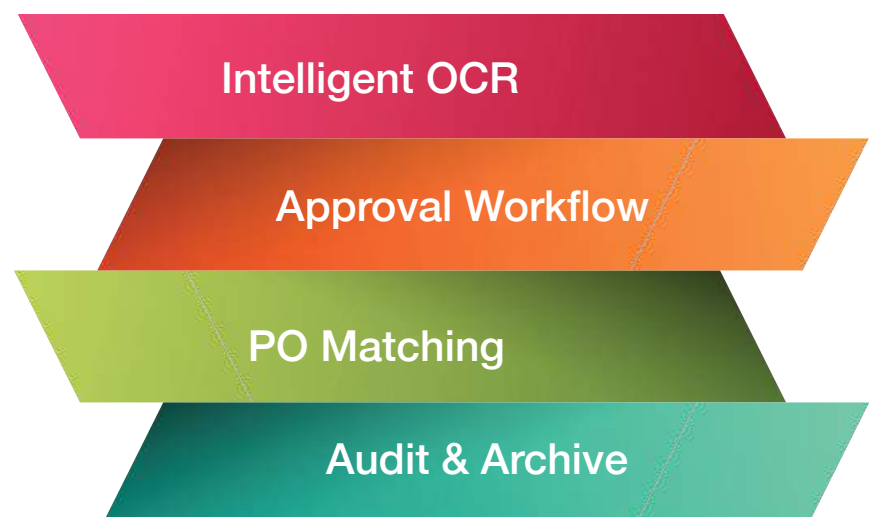 Intelligent OCR
Approval Workflow
PO Matching
Audit & Archive